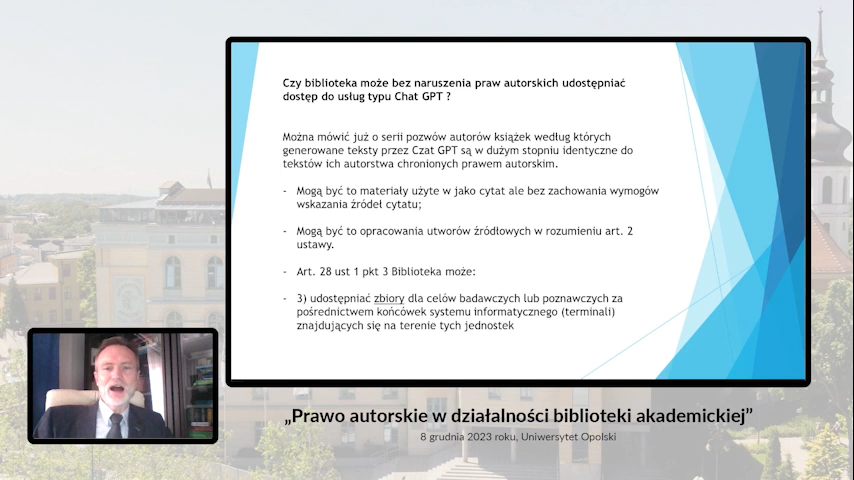 Czy biblioteka może bez naruszenia praw autorskich udostępniać
dostęp do usług typu Chat GPT ?
Można mówić już o serii pozwów autorów książek według których
generowane teksty przez Czat GPT są w dużym stopniu identyczne do
tekstów ich autorstwa chronionych prawem autorskim.
- Mogą być to materiały użyte w jako cytat ale bez zachowania wymogów
wskazania źródeł cytatu;
- Mogą być to opracowania utworów źródłowych w rozumieniu art. 2
ustawy.
- Art. 28 ust 1 pkt 3 Biblioteka może:
- 3) udostępniać zbiory dla celów badawczych lub poznawczych za
pośrednictwem końcówek systemu informatycznego (terminali)
znajdujących się na terenie tych jednostek
„Prawo autorskie w działalności biblioteki akademickiej”
8 grudnia 2023 roku, Uniwersytet Opolski